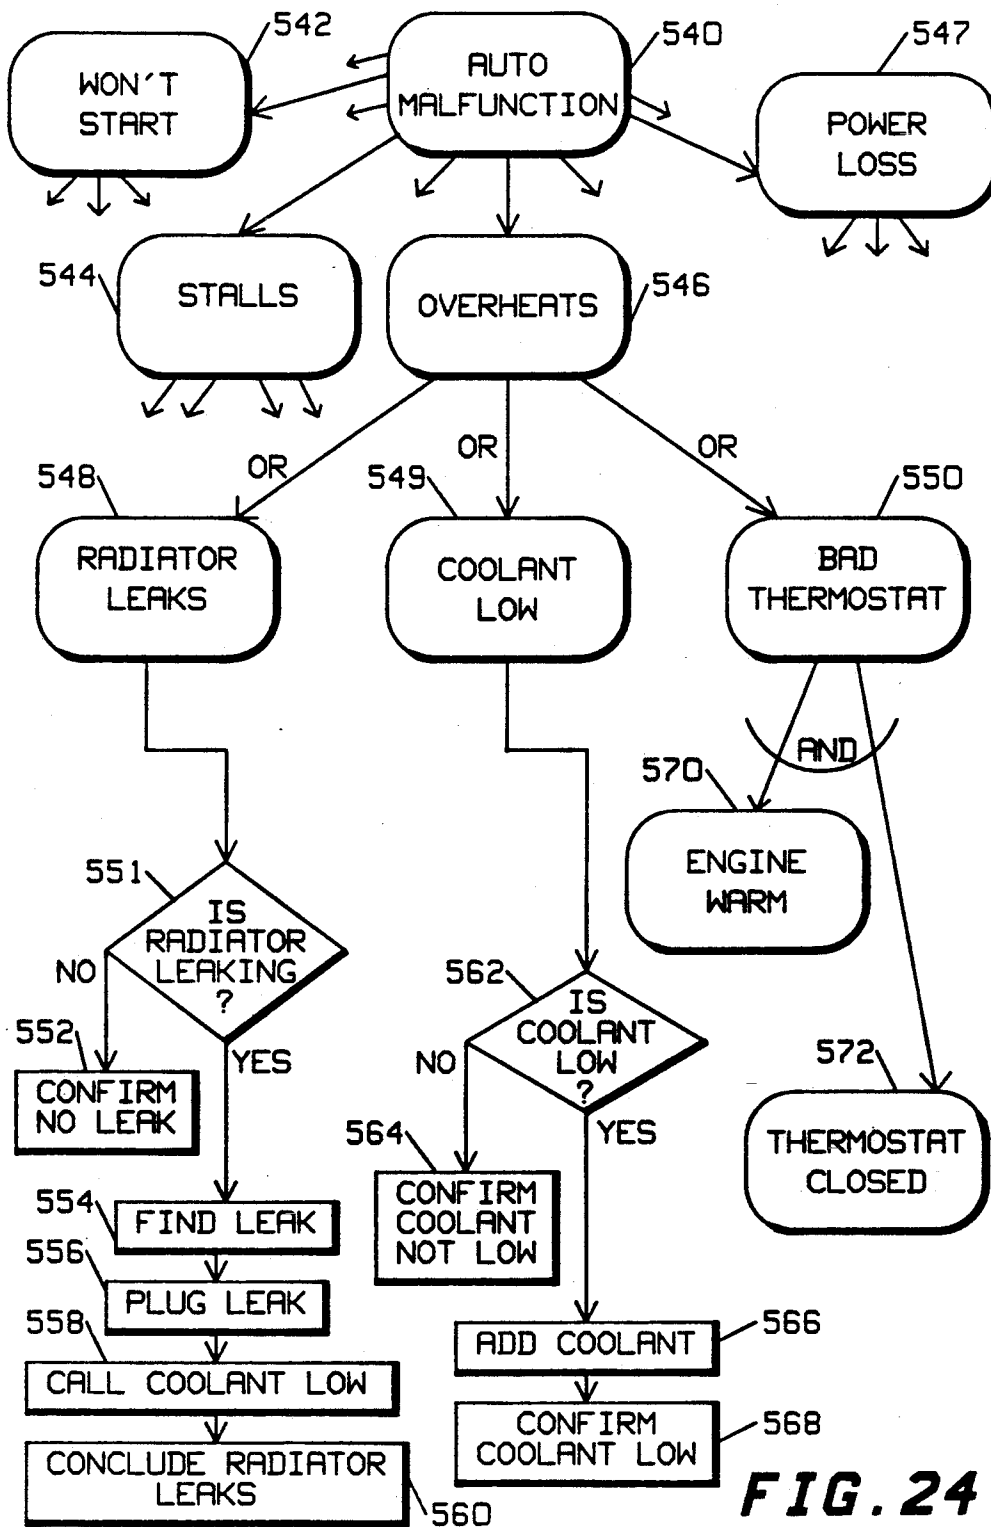 542
540
547
WON'T
START
AUTO
MALFUNCTION
POWER
LOSS
544
STALLS
OVERHEATS
546
OR
OR
OR
548
549
550
RADIATOR
LEAKS
COOLANT
LOW
BAD
THERMOSTAT
AND
570
ENGINE
WARM
551
IS
RADIATOR
LEAKING
?
NO
YES
552
CONFIRM
NO LEAK
562
IS
COOLANT
LOW
?
NO
YES
572
THERMOSTAT
CLOSED
564
CONFIRM
COOLANT
NOT LOW
554
FIND LEAK
556
PLUG LEAK
558
CALL COOLANT LOW
CONCLUDE RADIATOR
LEAKS
560
ADD COOLANT
566
CONFIRM
COOLANT LOW
568
FIG. 24